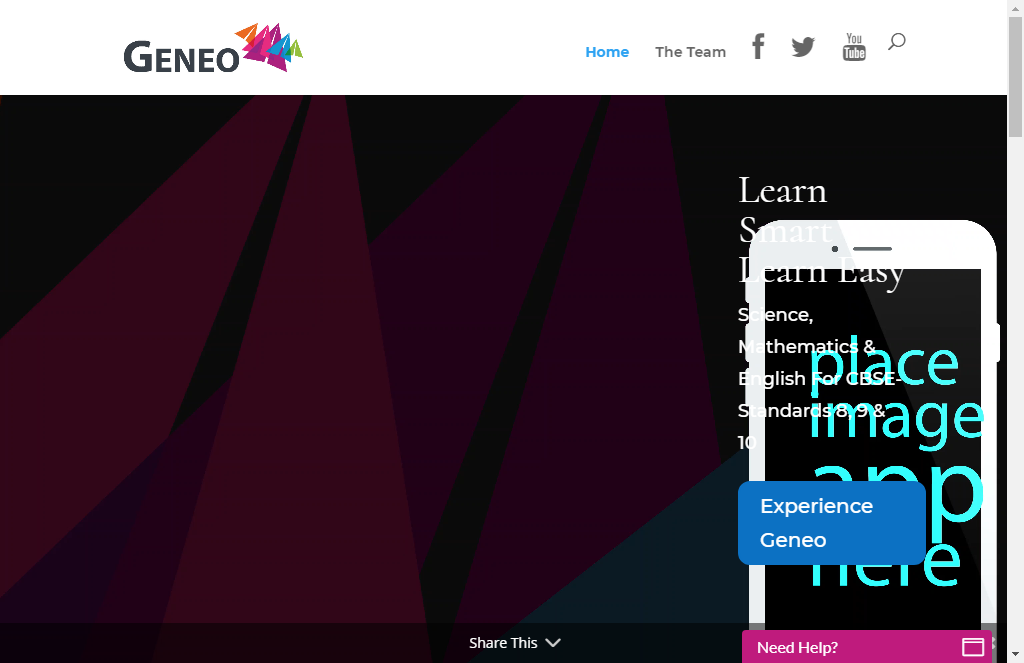 GENEO
Home
The Team
You
Tube
Learn
Smart
Learn Easy
Science,
Mathematics &
English For CBSE-
Standards 8, 9 &
10
place
image
app
here
Experience
Geneo
Share This
Need Help?